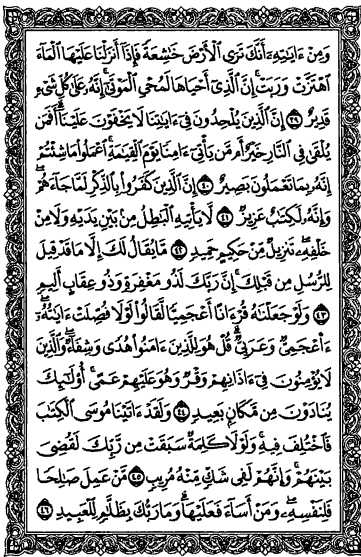 وَمِنْ ءَايَٰتِهِۦٓ أَنَّكَ تَرَى ٱلْأَرْضَ خَٰشِعَةً فَإِذَآ أَنزَلْنَا عَلَيْهَا ٱلْمَآءَ
ٱهْتَزَّتْ وَرَبَتْ ۚ إِنَّ ٱلَّذِىٓ أَحْيَاهَا لَمُحْىِ ٱلْمَوْتَىٰٓ ۚ إِنَّهُۥ عَلَىٰ كُلِّ شَىْءٍ
قَدِيرٌ ٣٩ إِنَّ ٱلَّذِينَ يُلْحِدُونَ فِىٓ ءَايَٰتِنَا لَا يَخْفَوْنَ عَلَيْنَآ ۗ أَفَمَن
يُلْقَىٰ فِى ٱلنَّارِ خَيْرٌ أَم مَّن يَأْتِىٓ ءَامِنًا يَوْمَ ٱلْقِيَٰمَةِ ۚ ٱعْمَلُوا۟ مَا شِئْتُمْ ۖ
إِنَّهُۥ بِمَا تَعْمَلُونَ بَصِيرٌ ٤٠ إِنَّ ٱلَّذِينَ كَفَرُوا۟ بِٱلذِّكْرِ لَمَّا جَآءَهُمْ ۖ
وَإِنَّهُۥ لَكِتَٰبٌ عَزِيزٌ ٤١ لَّا يَأْتِيهِ ٱلْبَٰطِلُ مِنۢ بَيْنِ يَدَيْهِ وَلَا مِنْ
خَلْفِهِۦ ۖ تَنزِيلٌ مِّنْ حَكِيمٍ حَمِيدٍ ٤٢ مَّا يُقَالُ لَكَ إِلَّا مَا قَدْ قِيلَ
لِلرُّسُلِ مِن قَبْلِكَ ۚ إِنَّ رَبَّكَ لَذُو مَغْفِرَةٍ وَذُو عِقَابٍ أَلِيمٍ
٤٣ وَلَوْ جَعَلْنَٰهُ قُرْءَانًا أَعْجَمِيًّا لَّقَالُوا۟ لَوْلَا فُصِّلَتْ ءَايَٰتُهُۥٓ ۖ
ءَا۬عْجَمِىٌّ وَعَرَبِىٌّ ۗ قُلْ هُوَ لِلَّذِينَ ءَامَنُوا۟ هُدًى وَشِفَآءٌ ۖ وَٱلَّذِينَ
لَا يُؤْمِنُونَ فِىٓ ءَاذَانِهِمْ وَقْرٌ وَهُوَ عَلَيْهِمْ عَمًى ۚ أُو۟لَٰٓئِكَ
يُنَادَوْنَ مِن مَّكَانٍۭ بَعِيدٍ ٤٤ وَلَقَدْ ءَاتَيْنَا مُوسَى ٱلْكِتَٰبَ
فَٱخْتُلِفَ فِيهِ ۗ وَلَوْلَا كَلِمَةٌ سَبَقَتْ مِن رَّبِّكَ لَقُضِىَ
بَيْنَهُمْ ۚ وَإِنَّهُمْ لَفِى شَكٍّ مِّنْهُ مُرِيبٍ ٤٥ مَّنْ عَمِلَ صَٰلِحًا
فَلِنَفْسِهِۦ ۖ وَمَنْ أَسَآءَ فَعَلَيْهَا ۗ وَمَا رَبُّكَ بِظَلَّٰمٍ لِّلْعَبِيدِ ٤٦